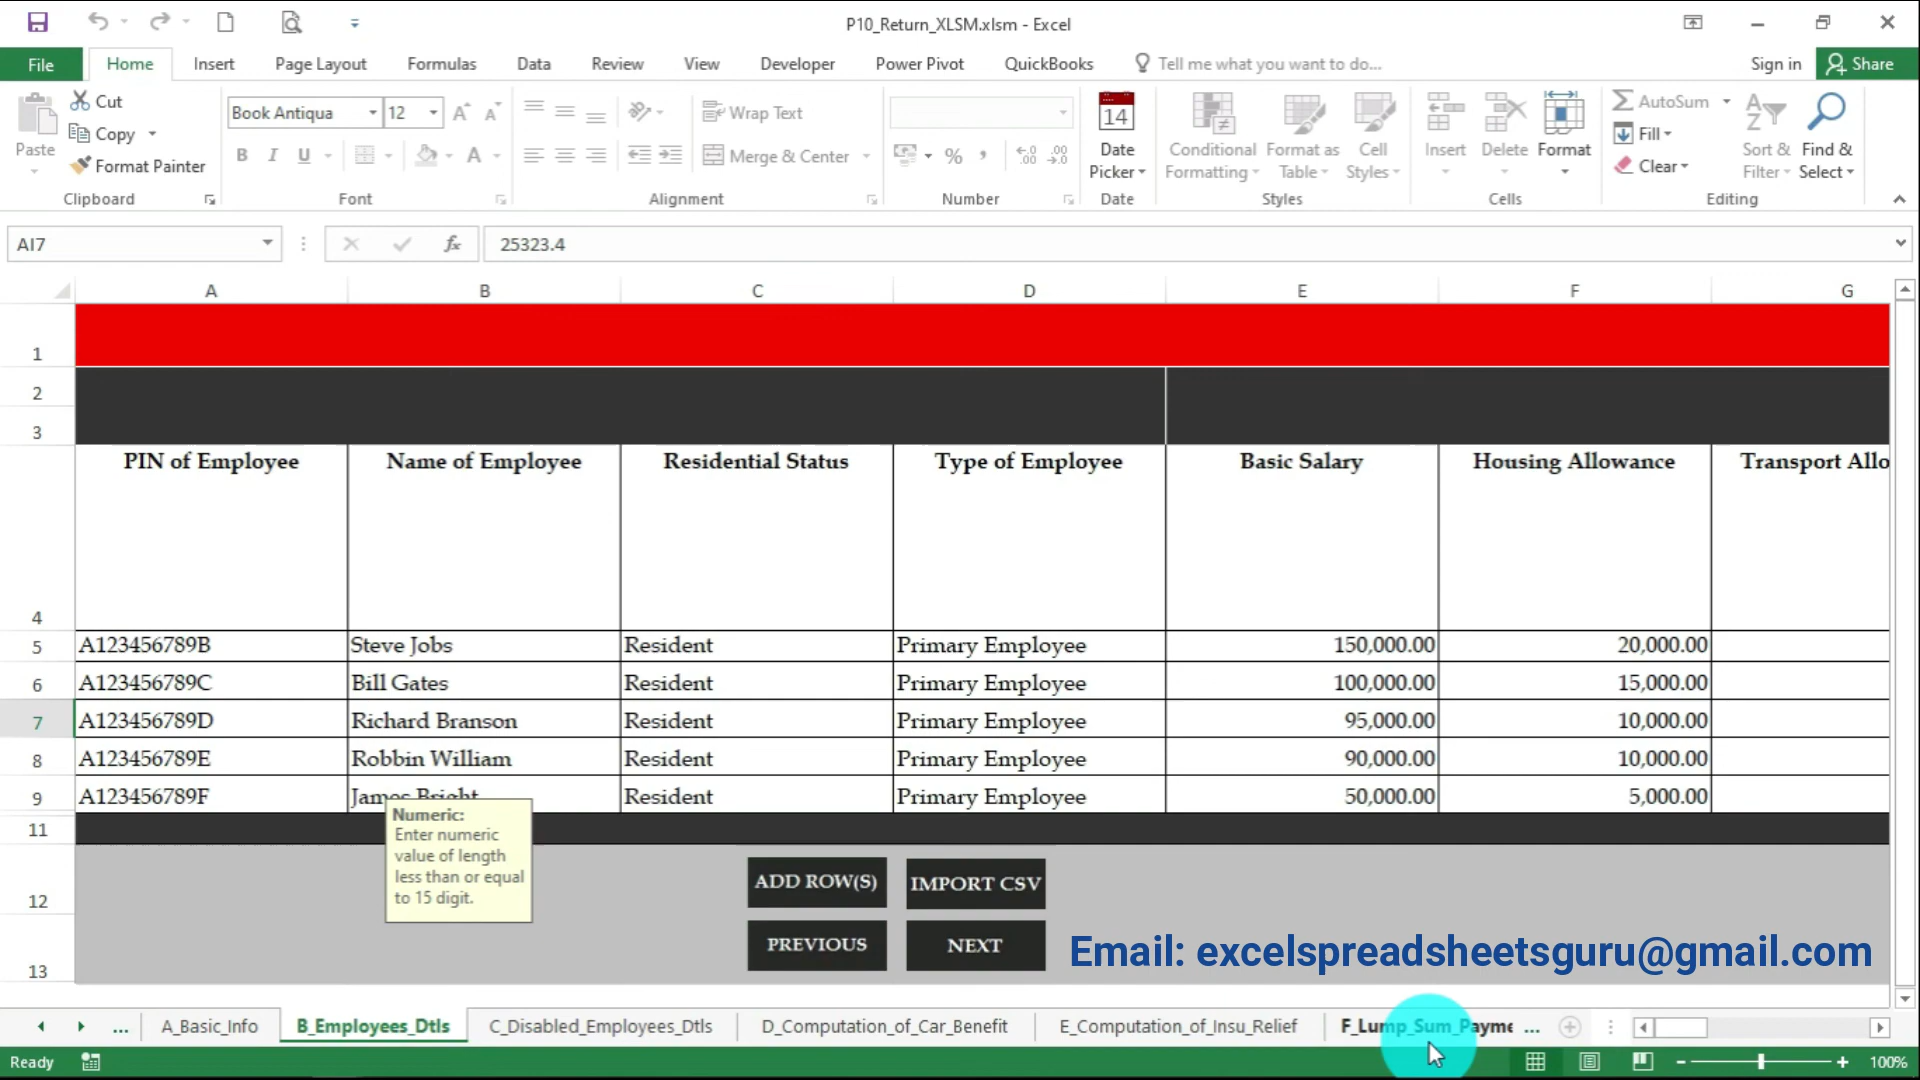 P10_Return_XLSM.xlsm - Excel
File Home Insert Page Layout Formulas Data Review View Developer Power Pivot QuickBooks Tell me what you want to do... Sign in Share
Paste
Cut
Copy
Format Painter
Clipboard
Book Antiqua 12
B I U
Font
Wrap Text
Merge & Center
Alignment
% ,
Number
14
Date Picker
Date
Conditional Formatting
Format as Table
Cell Styles
Styles
Insert Delete Format
Cells
AutoSum
Fill
Clear
Sort & Filter
Find & Select
Editing
AI7 fx 25323.4
A B C D E F G
1
2
3
PIN of Employee Name of Employee Residential Status Type of Employee Basic Salary Housing Allowance Transport Allo
4
5 A123456789B Steve Jobs Resident Primary Employee 150,000.00 20,000.00
6 A123456789C Bill Gates Resident Primary Employee 100,000.00 15,000.00
7 A123456789D Richard Branson Resident Primary Employee 95,000.00 10,000.00
8 A123456789E Robbin William Resident Primary Employee 90,000.00 10,000.00
9 A123456789F James Bright Resident Primary Employee 50,000.00 5,000.00
11
Numeric:
Enter numeric
value of length
less than or equal
to 15 digit.
12 ADD ROW(S) IMPORT CSV
13 PREVIOUS NEXT
Email: excelspreadsheetsguru@gmail.com
... A_Basic_Info B_Employees_Dtls C_Disabled_Employees_Dtls D_Computation_of_Car_Benefit E_Computation_of_Insu_Relief F_Lump_Sum_Payme ...
Ready 100%